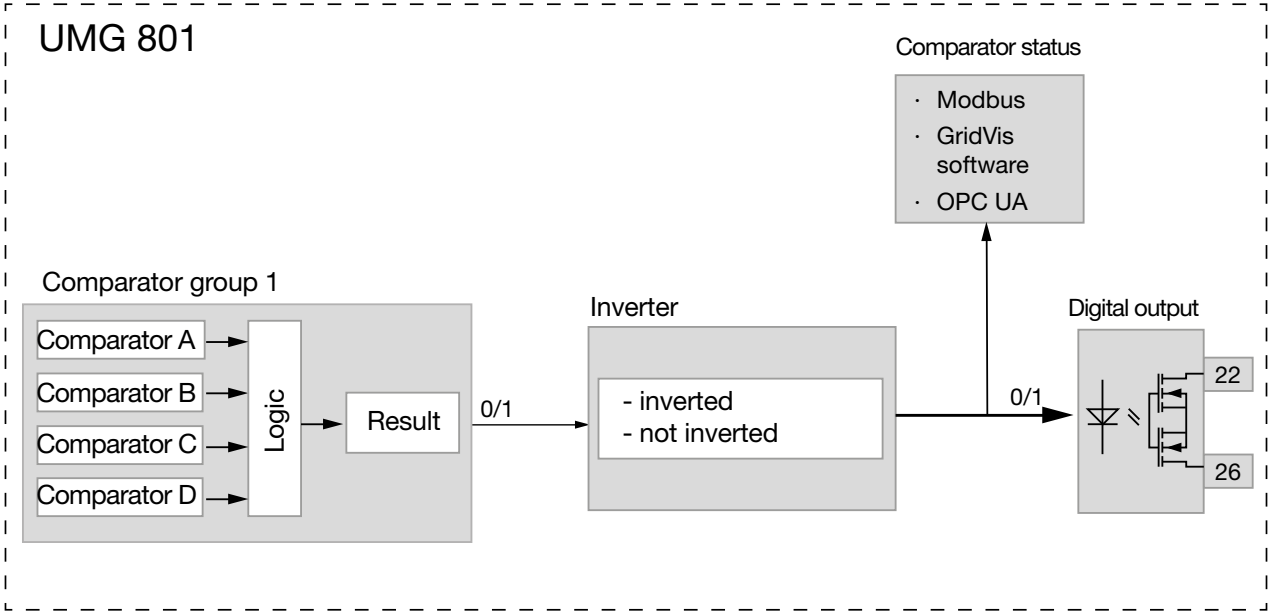 UMG 801
Comparator status
· Modbus
· GridVis
software
· OPC UA
Comparator group 1
Comparator A
Comparator B
Comparator C
Comparator D
Logic
Result
0/1
Inverter
- inverted
- not inverted
0/1
Digital output
22
26